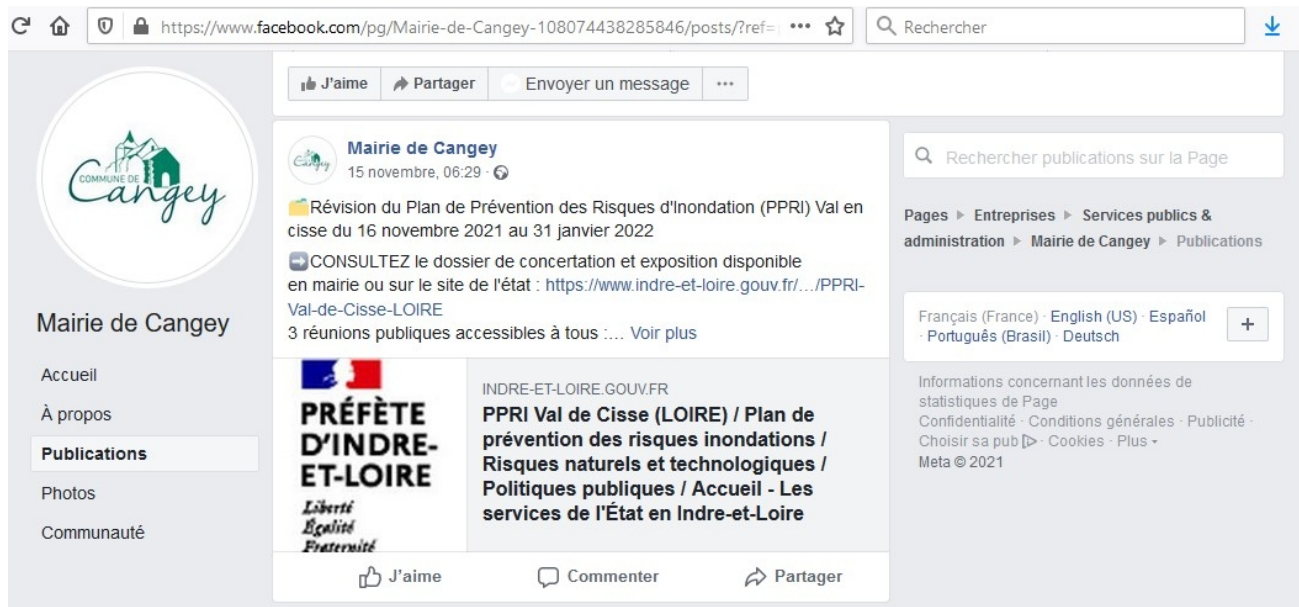 https://www.facebook.com/pg/Mairie-de-Cangey-108074438285846/posts/?ref=
Rechercher
J'aime
Partager
Envoyer un message
COMMUNE DE
Cangey
Mairie de Cangey
Accueil
À propos
Publications
Photos
Communauté
Cangey
Mairie de Cangey
15 novembre, 06:29 ·
Révision du Plan de Prévention des Risques d'Inondation (PPRI) Val en
cisse du 16 novembre 2021 au 31 janvier 2022
CONSULTEZ le dossier de concertation et exposition disponible
en mairie ou sur le site de l'état : https://www.indre-et-loire.gouv.fr/…/PPRI-
Val-de-Cisse-LOIRE
3 réunions publiques accessibles à tous :… Voir plus
PRÉFÈTE
D'INDRE-
ET-LOIRE
Liberté
Égalité
Fraternité
INDRE-ET-LOIRE.GOUV.FR
PPRI Val de Cisse (LOIRE) / Plan de
prévention des risques inondations /
Risques naturels et technologiques /
Politiques publiques / Accueil - Les
services de l'État en Indre-et-Loire
J'aime
Commenter
Partager
Rechercher publications sur la Page
Pages Entreprises Services publics &
administration Mairie de Cangey Publications
Français (France) · English (US) · Español
· Português (Brasil) · Deutsch
+
Informations concernant les données de
statistiques de Page
Confidentialité · Conditions générales · Publicité ·
Choisir sa pub · Cookies · Plus
Meta © 2021